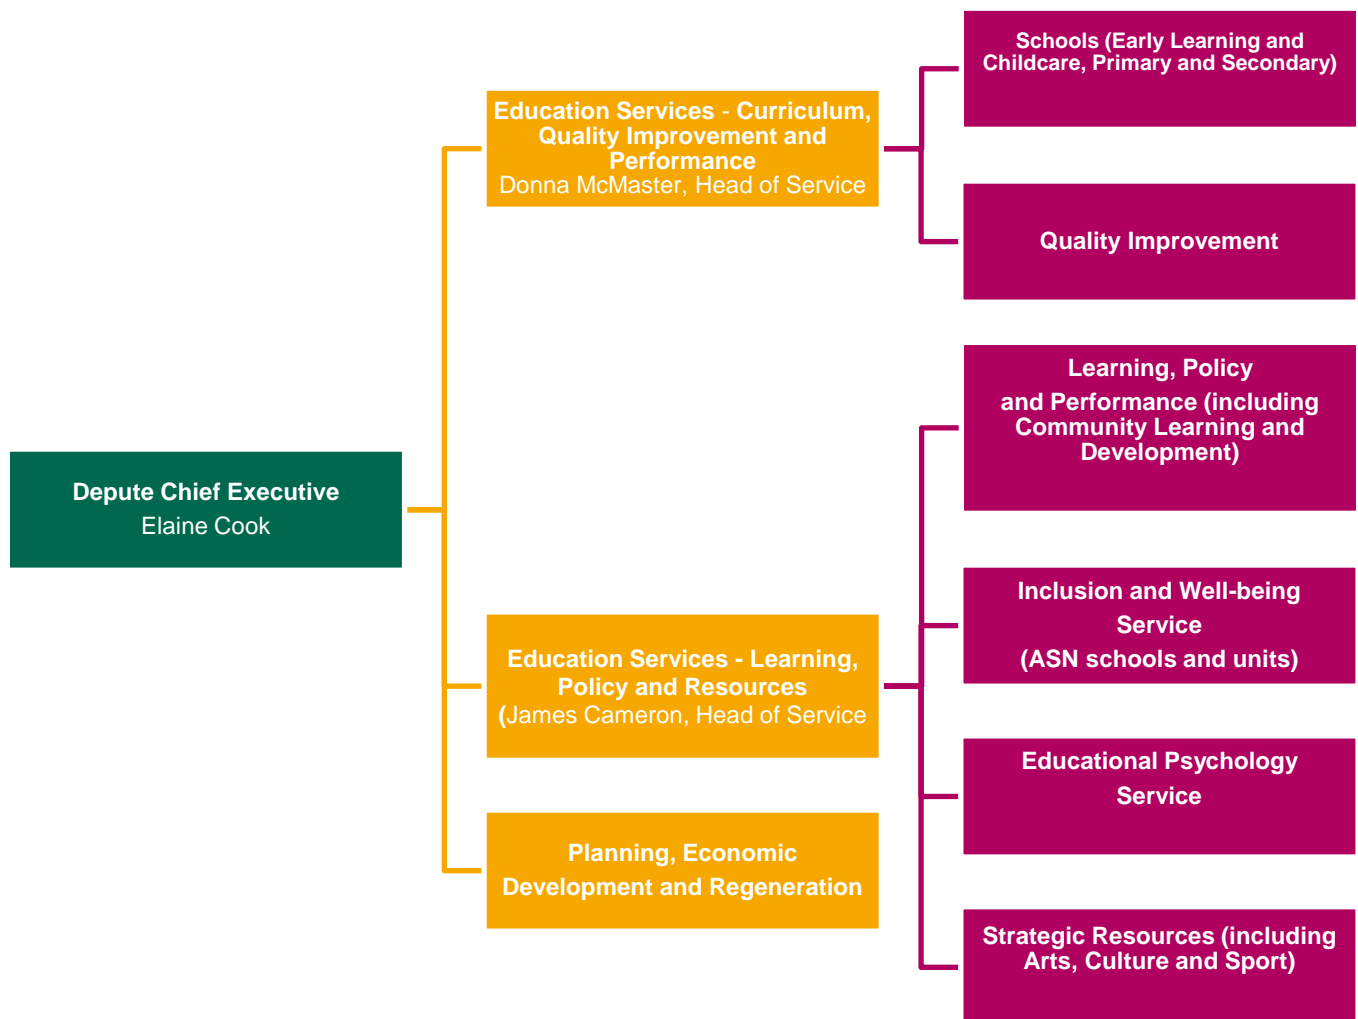 Schools (Early Learning and
Childcare, Primary and Secondary)
Education Services - Curriculum,
Quality Improvement and
Performance
Donna McMaster, Head of Service
Quality Improvement
Learning, Policy
and Performance (including
Community Learning and
Development)
Depute Chief Executive
Elaine Cook
Inclusion and Well-being
Service
(ASN schools and units)
Education Services - Learning,
Policy and Resources
(James Cameron, Head of Service
Educational Psychology
Service
Planning, Economic
Development and Regeneration
Strategic Resources (including
Arts, Culture and Sport)